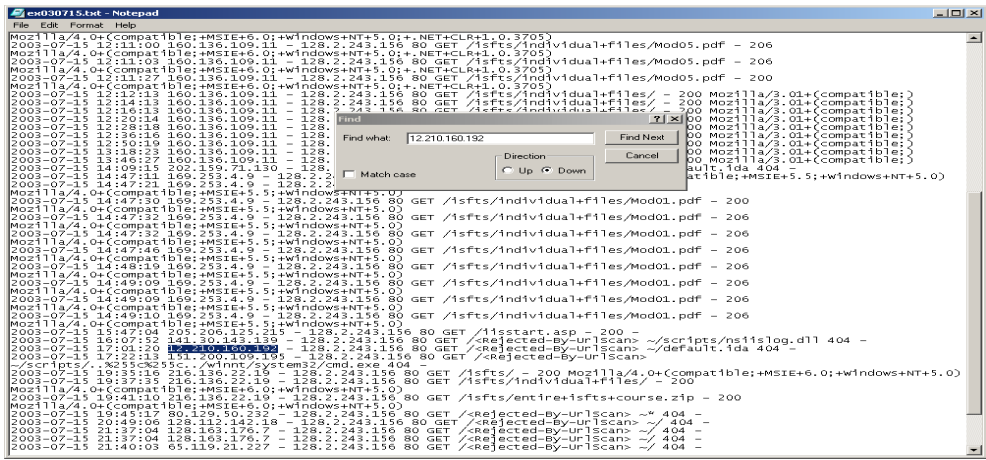 ex030715.txt - Notepad
File Edit Format Help
Mozilla/4.0+(compatible;+MSIE+6.0;+Windows+NT+5.0;+.NET+CLR+1.0.3705)
2003-07-15 12:11:00 160.136.109.11 - 128.2.243.156 80 GET /isfts/individual+files/Mod05.pdf - 206
Mozilla/4.0+(compatible;+MSIE+6.0;+Windows+NT+5.0;+.NET+CLR+1.0.3705)
2003-07-15 12:11:03 160.136.109.11 - 128.2.243.156 80 GET /isfts/individual+files/Mod05.pdf - 206
Mozilla/4.0+(compatible;+MSIE+6.0;+Windows+NT+5.0;+.NET+CLR+1.0.3705)
2003-07-15 12:11:27 160.136.109.11 - 128.2.243.156 80 GET /isfts/individual+files/Mod05.pdf - 200
Mozilla/4.0+(compatible;+MSIE+6.0;+Windows+NT+5.0;+.NET+CLR+1.0.3705)
2003-07-15 12:12:13 160.136.109.11 - 128.2.243.156 80 GET /isfts/individual+files/ - 200 Mozilla/3.01+(compatible;)
2003-07-15 12:14:13 160.136.109.11 - 128.2.243.156 80 GET /isfts/individual+files/ - 200 Mozilla/3.01+(compatible;)
2003-07-15 12:16:13 160.136.109.11 - 128.2.243.156 80 GET /isfts/individual+files/ - 200 Mozilla/3.01+(compatible;)
2003-07-15 12:20:14 160.136.109.11 - 128. 00 Mozilla/3.01+(compatible;)
2003-07-15 12:28:18 160.136.109.11 - 128. 00 Mozilla/3.01+(compatible;)
2003-07-15 12:36:16 160.136.109.11 - 128. 00 Mozilla/3.01+(compatible;)
2003-07-15 12:50:19 160.136.109.11 - 128. 00 Mozilla/3.01+(compatible;)
2003-07-15 13:18:23 160.136.109.11 - 128. 00 Mozilla/3.01+(compatible;)
2003-07-15 13:46:27 160.136.109.11 - 128. 00 Mozilla/3.01+(compatible;)
2003-07-15 14:09:15 202.159.71.130 - 128. ault.ida 404 -
2003-07-15 14:47:11 169.253.4.9 - 128.2.2 atible;+MSIE+5.5;+Windows+NT+5.0)
2003-07-15 14:47:21 169.253.4.9 - 128.2.2
Find
Find what: 12.210.160.192 Find Next
Direction Cancel
Match case Up Down
Mozilla/4.0+(compatible;+MSIE+5.5;+Windows+NT+5.0)
2003-07-15 14:47:30 169.253.4.9 - 128.2.243.156 80 GET /isfts/individual+files/Mod01.pdf - 200
Mozilla/4.0+(compatible;+MSIE+5.5;+Windows+NT+5.0)
2003-07-15 14:47:32 169.253.4.9 - 128.2.243.156 80 GET /isfts/individual+files/Mod01.pdf - 206
Mozilla/4.0+(compatible;+MSIE+5.5;+Windows+NT+5.0)
2003-07-15 14:47:32 169.253.4.9 - 128.2.243.156 80 GET /isfts/individual+files/Mod01.pdf - 206
Mozilla/4.0+(compatible;+MSIE+5.5;+Windows+NT+5.0)
2003-07-15 14:47:46 169.253.4.9 - 128.2.243.156 80 GET /isfts/individual+files/Mod01.pdf - 206
Mozilla/4.0+(compatible;+MSIE+5.5;+Windows+NT+5.0)
2003-07-15 14:48:19 169.253.4.9 - 128.2.243.156 80 GET /isfts/individual+files/Mod01.pdf - 206
Mozilla/4.0+(compatible;+MSIE+5.5;+Windows+NT+5.0)
2003-07-15 14:49:09 169.253.4.9 - 128.2.243.156 80 GET /isfts/individual+files/Mod01.pdf - 206
Mozilla/4.0+(compatible;+MSIE+5.5;+Windows+NT+5.0)
2003-07-15 14:49:09 169.253.4.9 - 128.2.243.156 80 GET /isfts/individual+files/Mod01.pdf - 206
Mozilla/4.0+(compatible;+MSIE+5.5;+Windows+NT+5.0)
2003-07-15 14:49:10 169.253.4.9 - 128.2.243.156 80 GET /isfts/individual+files/Mod01.pdf - 206
Mozilla/4.0+(compatible;+MSIE+5.5;+Windows+NT+5.0)
2003-07-15 15:47:04 205.206.125.215 - 128.2.243.156 80 GET /iisstart.asp - 200 -
2003-07-15 16:07:52 141.30.143.139 - 128.2.243.156 80 GET /<Rejected-By-UrlScan> ~/scripts/nsiislog.dll 404 -
2003-07-15 17:01:20 12.210.160.192 - 128.2.243.156 80 GET /<Rejected-By-UrlScan> ~/default.ida 404 -
2003-07-15 17:22:13 151.200.109.195 - 128.2.243.156 80 GET /<Rejected-By-UrlScan>
~/scripts/..%255c%255c../winnt/system32/cmd.exe 404 -
2003-07-15 19:35:16 216.136.22.19 - 128.2.243.156 80 GET /isfts/ - 200 Mozilla/4.0+(compatible;+MSIE+6.0;+Windows+NT+5.0)
2003-07-15 19:37:35 216.136.22.19 - 128.2.243.156 80 GET /isfts/individual+files/ - 200
Mozilla/4.0+(compatible;+MSIE+6.0;+Windows+NT+5.0)
2003-07-15 19:41:10 216.136.22.19 - 128.2.243.156 80 GET /isfts/entire+isfts+course.zip - 200
Mozilla/4.0+(compatible;+MSIE+6.0;+Windows+NT+5.0)
2003-07-15 19:45:17 80.129.50.232 - 128.2.243.156 80 GET /<Rejected-By-UrlScan> ~* 404 -
2003-07-15 20:49:06 128.112.142.18 - 128.2.243.156 80 GET /<Rejected-By-UrlScan> ~/ 404 -
2003-07-15 21:37:04 128.163.176.7 - 128.2.243.156 80 GET /<Rejected-By-UrlScan> ~/ 404 -
2003-07-15 21:37:04 128.163.176.7 - 128.2.243.156 80 GET /<Rejected-By-UrlScan> ~/ 404 -
2003-07-15 21:40:03 65.119.21.227 - 128.2.243.156 80 GET /<Rejected-By-UrlScan> ~/ 404 -